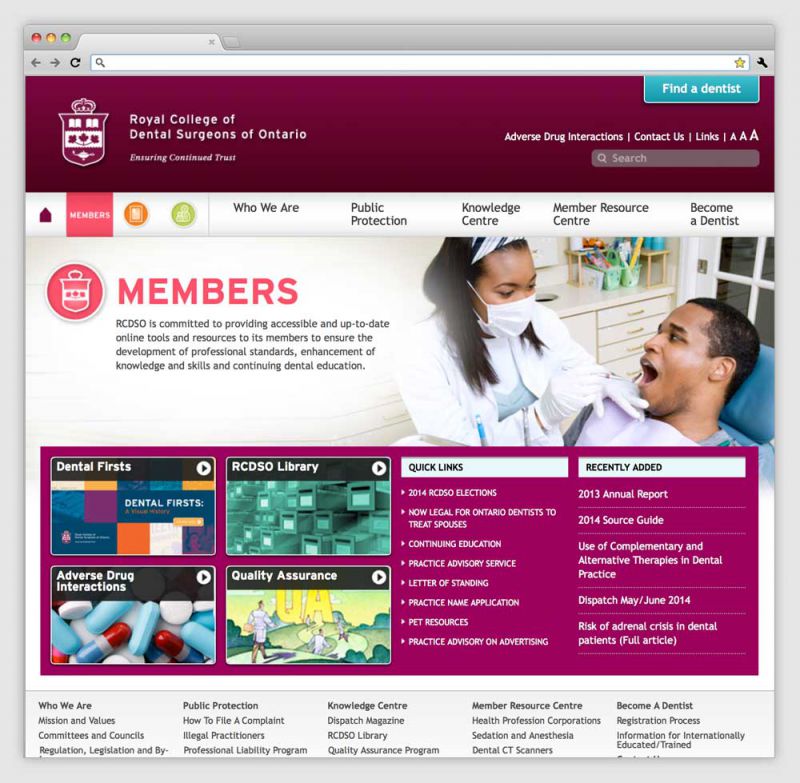 Find a dentist
Royal College of
Dental Surgeons of Ontario
Ensuring Continued Trust
Adverse Drug Interactions | Contact Us | Links | A A A
Search
MEMBERS
Who We Are
Public
Protection
Knowledge
Centre
Member Resource
Centre
Become
a Dentist
MEMBERS
RCDSO is committed to providing accessible and up-to-date
online tools and resources to its members to ensure the
development of professional standards, enhancement of
knowledge and skills and continuing dental education.
Dental Firsts
DENTAL FIRSTS:
A Visual History
RCDSO Library
Adverse Drug
Interactions
Quality Assurance
QA
QUICK LINKS
2014 RCDSO ELECTIONS
NOW LEGAL FOR ONTARIO DENTISTS TO
TREAT SPOUSES
CONTINUING EDUCATION
PRACTICE ADVISORY SERVICE
LETTER OF STANDING
PRACTICE NAME APPLICATION
PET RESOURCES
PRACTICE ADVISORY ON ADVERTISING
RECENTLY ADDED
2013 Annual Report
2014 Source Guide
Use of Complementary and
Alternative Therapies in Dental
Practice
Dispatch May/June 2014
Risk of adrenal crisis in dental
patients (Full article)
Who We Are
Mission and Values
Committees and Councils
Regulation, Legislation and By-
Public Protection
How To File A Complaint
Illegal Practitioners
Professional Liability Program
Knowledge Centre
Dispatch Magazine
RCDSO Library
Quality Assurance Program
Member Resource Centre
Health Profession Corporations
Sedation and Anesthesia
Dental CT Scanners
Become A Dentist
Registration Process
Information for Internationally
Educated/Trained